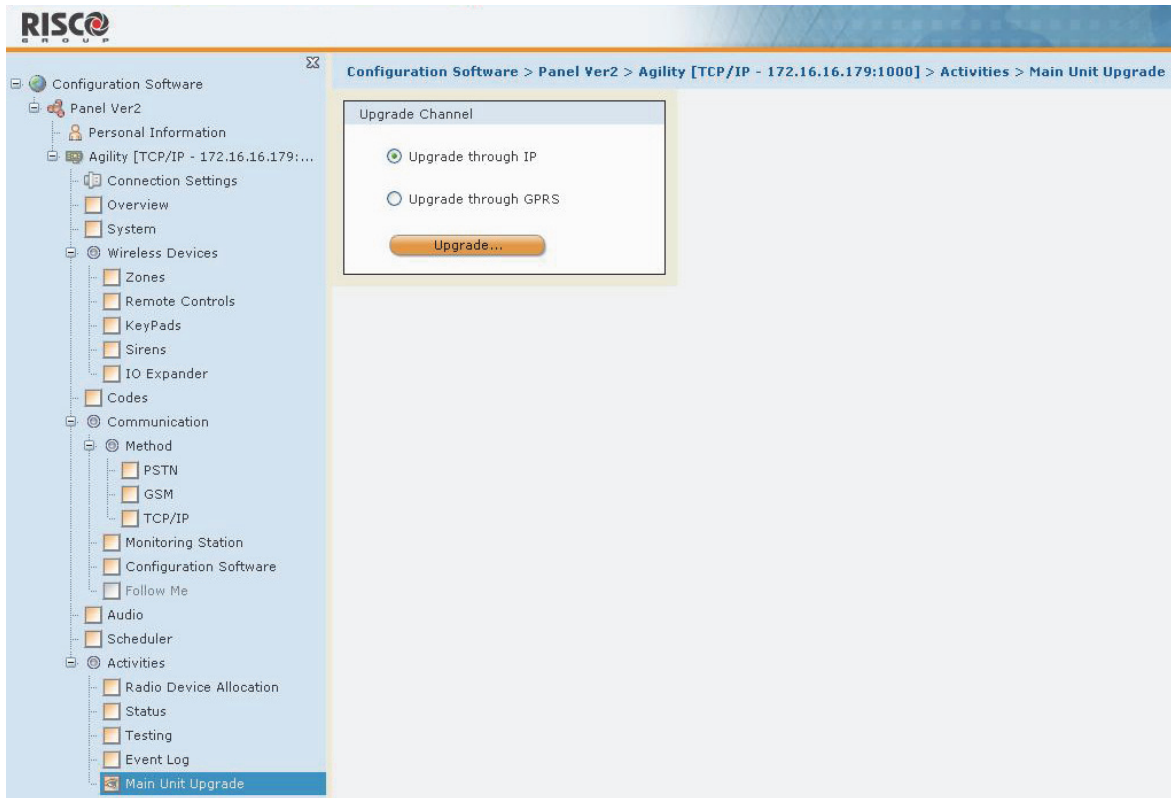 RISCO
GROUP
Configuration Software > Panel Ver2 > Agility [TCP/IP - 172.16.16.179:1000] > Activities > Main Unit Upgrade
Configuration Software
Panel Ver2
Personal Information
Agility [TCP/IP - 172.16.16.179:...
Connection Settings
Overview
System
Wireless Devices
Zones
Remote Controls
KeyPads
Sirens
IO Expander
Codes
Communication
Method
PSTN
GSM
TCP/IP
Monitoring Station
Configuration Software
Follow Me
Audio
Scheduler
Activities
Radio Device Allocation
Status
Testing
Event Log
Main Unit Upgrade
Upgrade Channel
Upgrade through IP
Upgrade through GPRS
Upgrade...